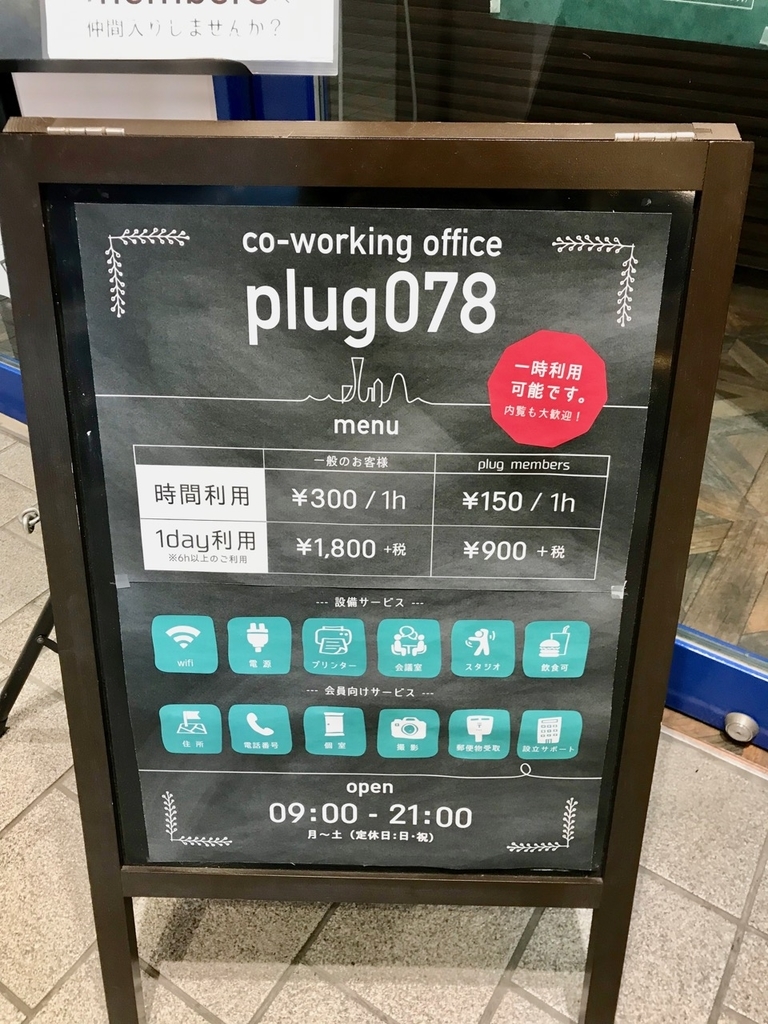 仲間入りしませんか？
co-working office
plug078
一時利用
可能です。
内覧も大歓迎！
menu
一般のお客様 plug members
時間利用 ¥300 / 1h ¥150 / 1h
1day利用 ¥1,800 +税 ¥900 +税
※6h以上のご利用
--- 設備サービス ---
wifi 電源 プリンター 会議室 スタジオ 飲食可
--- 会員向けサービス ---
住所 電話番号 個室 撮影 郵便物受取 設立サポート
open
09:00 - 21:00
月〜土（定休日:日・祝）